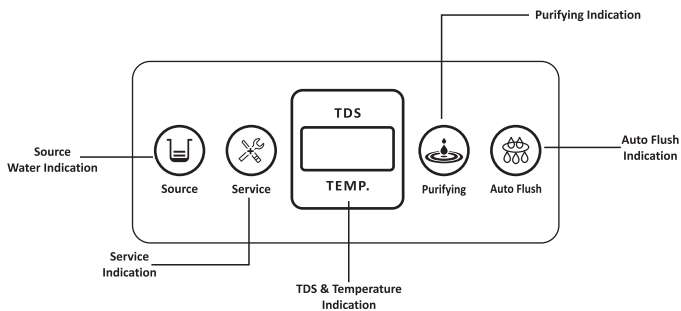 Purifying Indication
TDS
Source
Water Indication
Auto Flush
Indication
Source
Service
TEMP.
Purifying
Auto Flush
Service
Indication
TDS & Temperature
Indication